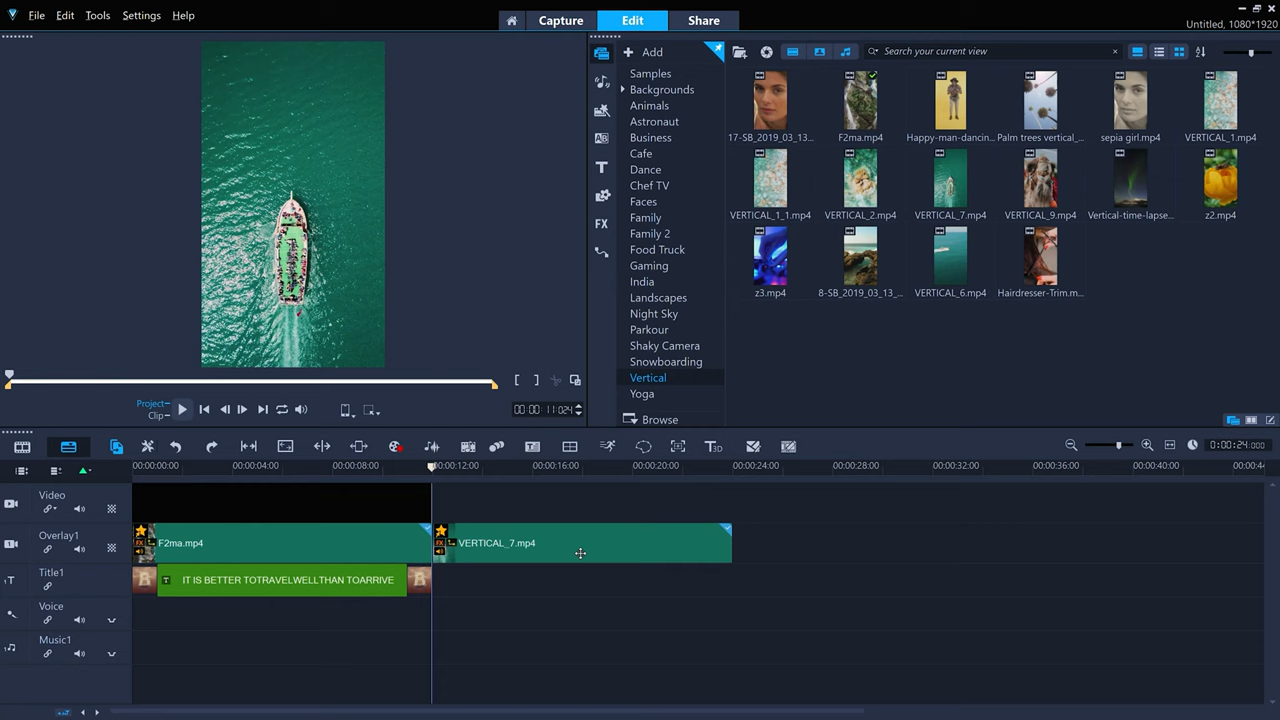 File Edit Tools Settings Help
Capture Edit Share
Untitled, 1080*1920
Add
Search your current view
Samples
Backgrounds
Animals
Astronaut
Business
Cafe
Dance
Chef TV
Faces
Family
Family 2
Food Truck
Gaming
India
Landscapes
Night Sky
Parkour
Shaky Camera
Snowboarding
Vertical
Yoga
Browse
17-SB_2019_03_13... F2ma.mp4 Happy-man-dancin... Palm trees vertical_... sepia girl.mp4 VERTICAL_1.mp4
VERTICAL_1_1.mp4 VERTICAL_2.mp4 VERTICAL_7.mp4 VERTICAL_9.mp4 Vertical-time-lapse... z2.mp4
z3.mp4 8-SB_2019_03_13_... VERTICAL_6.mp4 Hairdresser-Trim.m...
Project
Clip
00:00:11:024
0:00:24:000
00:00:00:00 00:00:04:00 00:00:08:00 00:00:12:00 00:00:16:00 00:00:20:00 00:00:24:00 00:00:28:00 00:00:32:00 00:00:36:00 00:00:40:00 00:00:44
Video
Overlay1
F2ma.mp4 VERTICAL_7.mp4
Title1
IT IS BETTER TOTRAVELWELLTHAN TOARRIVE
Voice
Music1